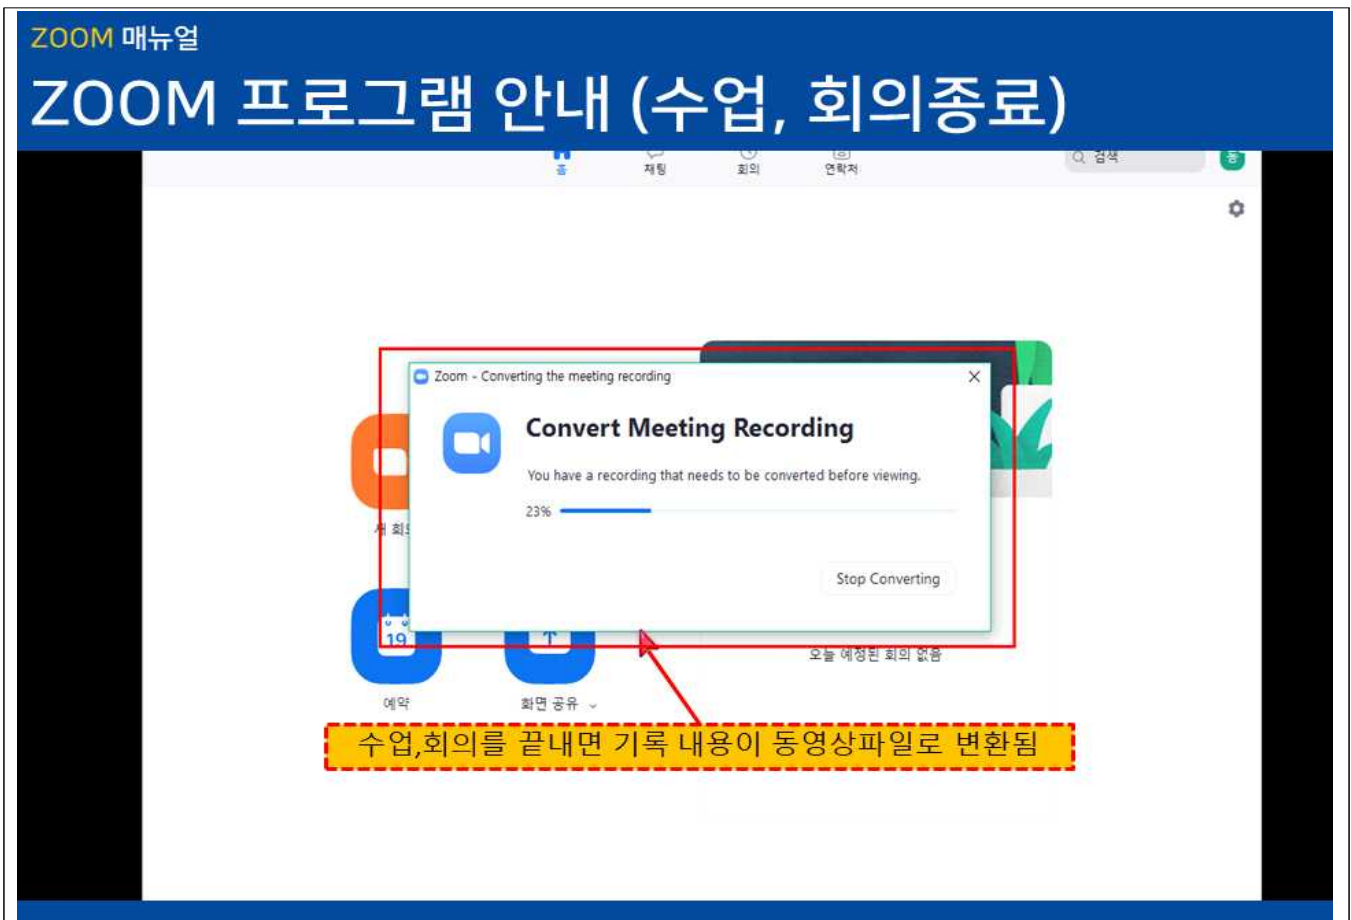 ZOOM 매뉴얼
ZOOM 프로그램 안내 (수업, 회의종료)
홈 채팅 회의 연락처 검색 동
Zoom - Converting the meeting recording
Convert Meeting Recording
You have a recording that needs to be converted before viewing.
23%
새 회의
Stop Converting
19
오늘 예정된 회의 없음
예약 화면 공유
수업,회의를 끝내면 기록 내용이 동영상파일로 변환됨